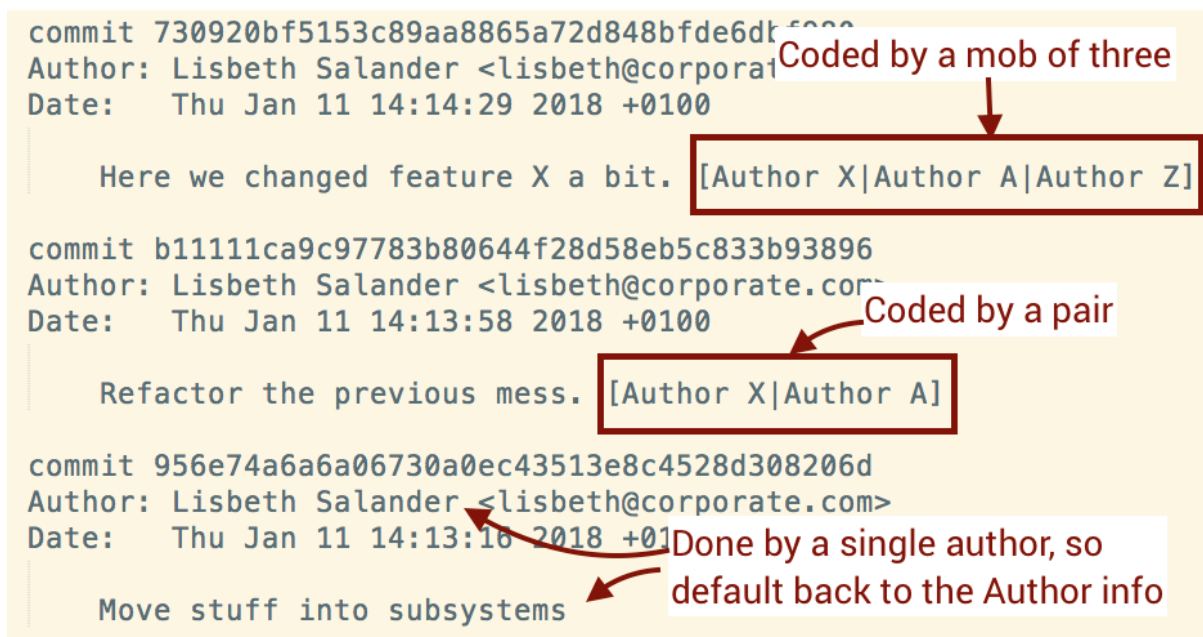 commit 730920bf5153c89aa8865a72d848bfde6dbf980
Author: Lisbeth Salander <lisbeth@corporat
Coded by a mob of three
Date: Thu Jan 11 14:14:29 2018 +0100
Here we changed feature X a bit. [Author X|Author A|Author Z]
commit b11111ca9c97783b80644f28d58eb5c833b93896
Author: Lisbeth Salander <lisbeth@corporate.com>
Coded by a pair
Date: Thu Jan 11 14:13:58 2018 +0100
Refactor the previous mess. [Author X|Author A]
commit 956e74a6a6a06730a0ec43513e8c4528d308206d
Author: Lisbeth Salander <lisbeth@corporate.com>
Date: Thu Jan 11 14:13:16 2018 +01
Done by a single author, so
default back to the Author info
Move stuff into subsystems